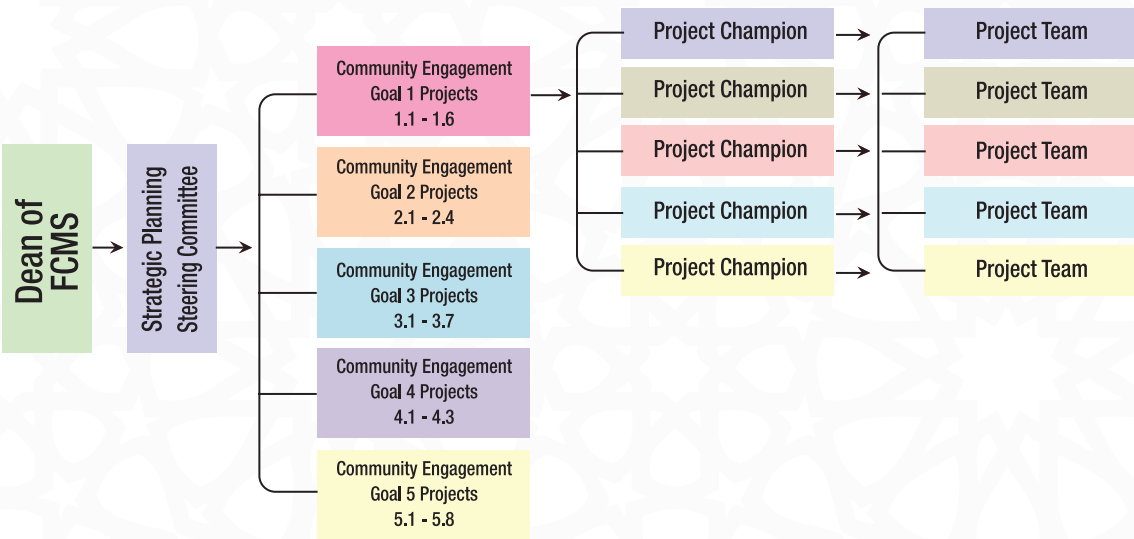 Dean of
FCMS
Strategic Planning
Steering Committee
Community Engagement
Goal 1 Projects
1.1 - 1.6
Community Engagement
Goal 2 Projects
2.1 - 2.4
Community Engagement
Goal 3 Projects
3.1 - 3.7
Community Engagement
Goal 4 Projects
4.1 - 4.3
Community Engagement
Goal 5 Projects
5.1 - 5.8
Project Champion
Project Champion
Project Champion
Project Champion
Project Champion
Project Team
Project Team
Project Team
Project Team
Project Team